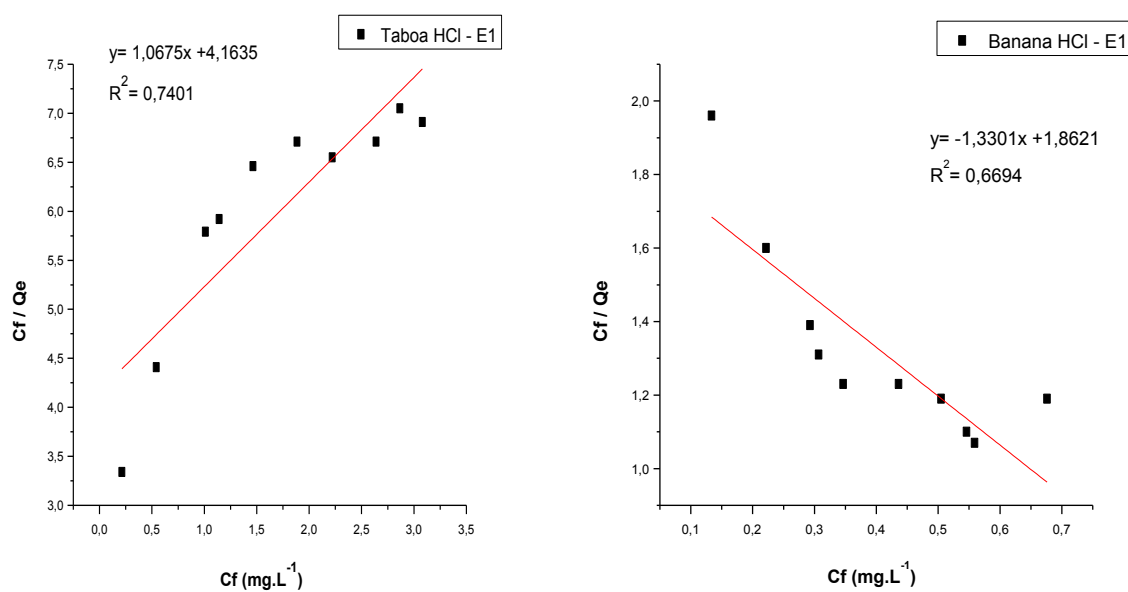 Taboa HCl - E1
y= 1,0675x +4,1635
R²= 0,7401
7,5
7,0
6,5
6,0
5,5
5,0
4,5
4,0
3,5
3,0
Cf / Qe
0,0 0,5 1,0 1,5 2,0 2,5 3,0 3,5
Cf (mg.L⁻¹)
Banana HCl - E1
y= -1,3301x +1,8621
R²= 0,6694
2,0
1,8
1,6
1,4
1,2
1,0
Cf / Qe
0,1 0,2 0,3 0,4 0,5 0,6 0,7
Cf (mg.L⁻¹)